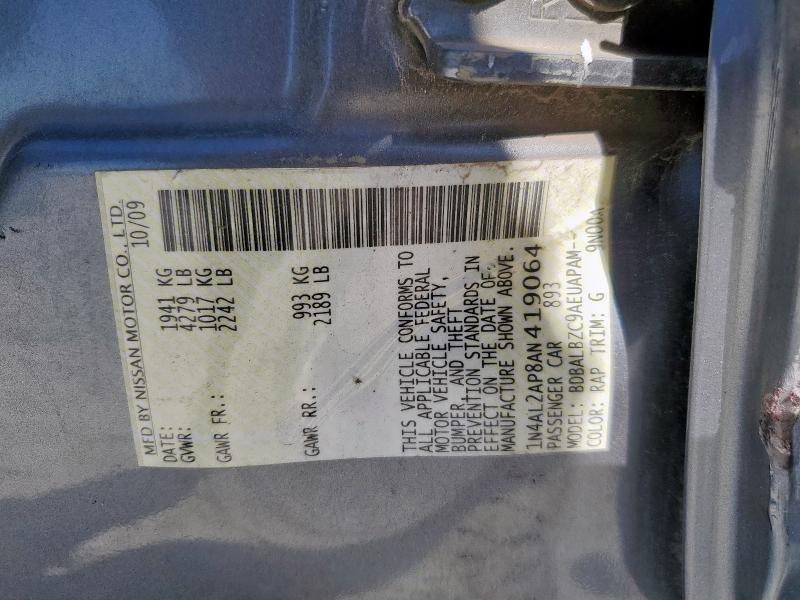 MFD BY NISSAN MOTOR CO., LTD.
DATE: 10/09
GVWR: 1941 KG
4279 LB
GAWR FR.: 1017 KG
2242 LB
GAWR RR.: 993 KG
2189 LB
THIS VEHICLE CONFORMS TO
ALL APPLICABLE FEDERAL
MOTOR VEHICLE SAFETY,
BUMPER, AND THEFT
PREVENTION STANDARDS IN
EFFECT ON THE DATE OF
MANUFACTURE SHOWN ABOVE.
1N4AL2AP8AN419064
PASSENGER CAR 893
MODEL: BDBALBZC9AEUAPAM-
COLOR: RAP TRIM: G 9N00A